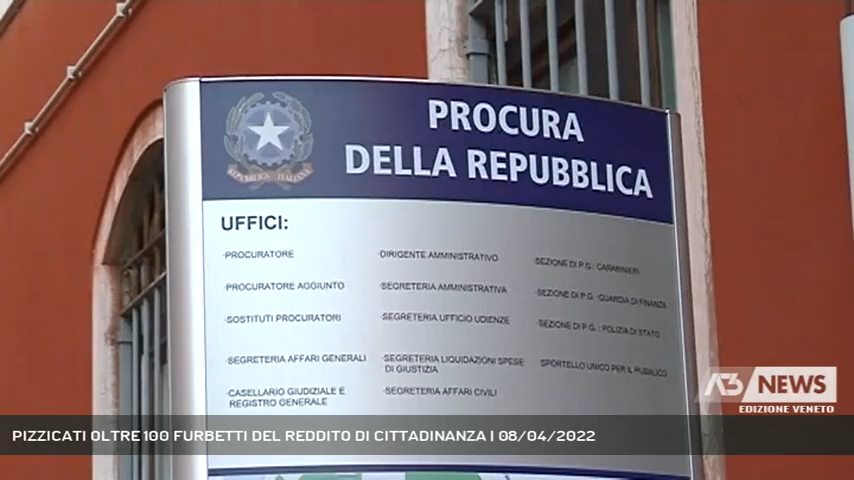 PROCURA
DELLA REPUBBLICA
REPVBBLICA ITALIANA
UFFICI:
·PROCURATORE
·PROCURATORE AGGIUNTO
·SOSTITUTI PROCURATORI
·SEGRETERIA AFFARI GENERALI
·CASELLARIO GIUDIZIALE E
REGISTRO GENERALE
·DIRIGENTE AMMINISTRATIVO
·SEGRETERIA AMMINISTRATIVA
·SEGRETERIA UFFICIO UDIENZE
·SEGRETERIA LIQUIDAZIONI SPESE
DI GIUSTIZIA
·SEGRETERIA AFFARI CIVILI
·SEZIONE DI P.G.: CARABINIERI
·SEZIONE DI P.G. ·GUARDIA DI FINANZA
·SEZIONE DI P.G. : POLIZIA DI STATO
·SPORTELLO UNICO PER IL PUBBLICO
A3 NEWS
EDIZIONE VENETO
PIZZICATI OLTRE 100 FURBETTI DEL REDDITO DI CITTADINANZA | 08/04/2022